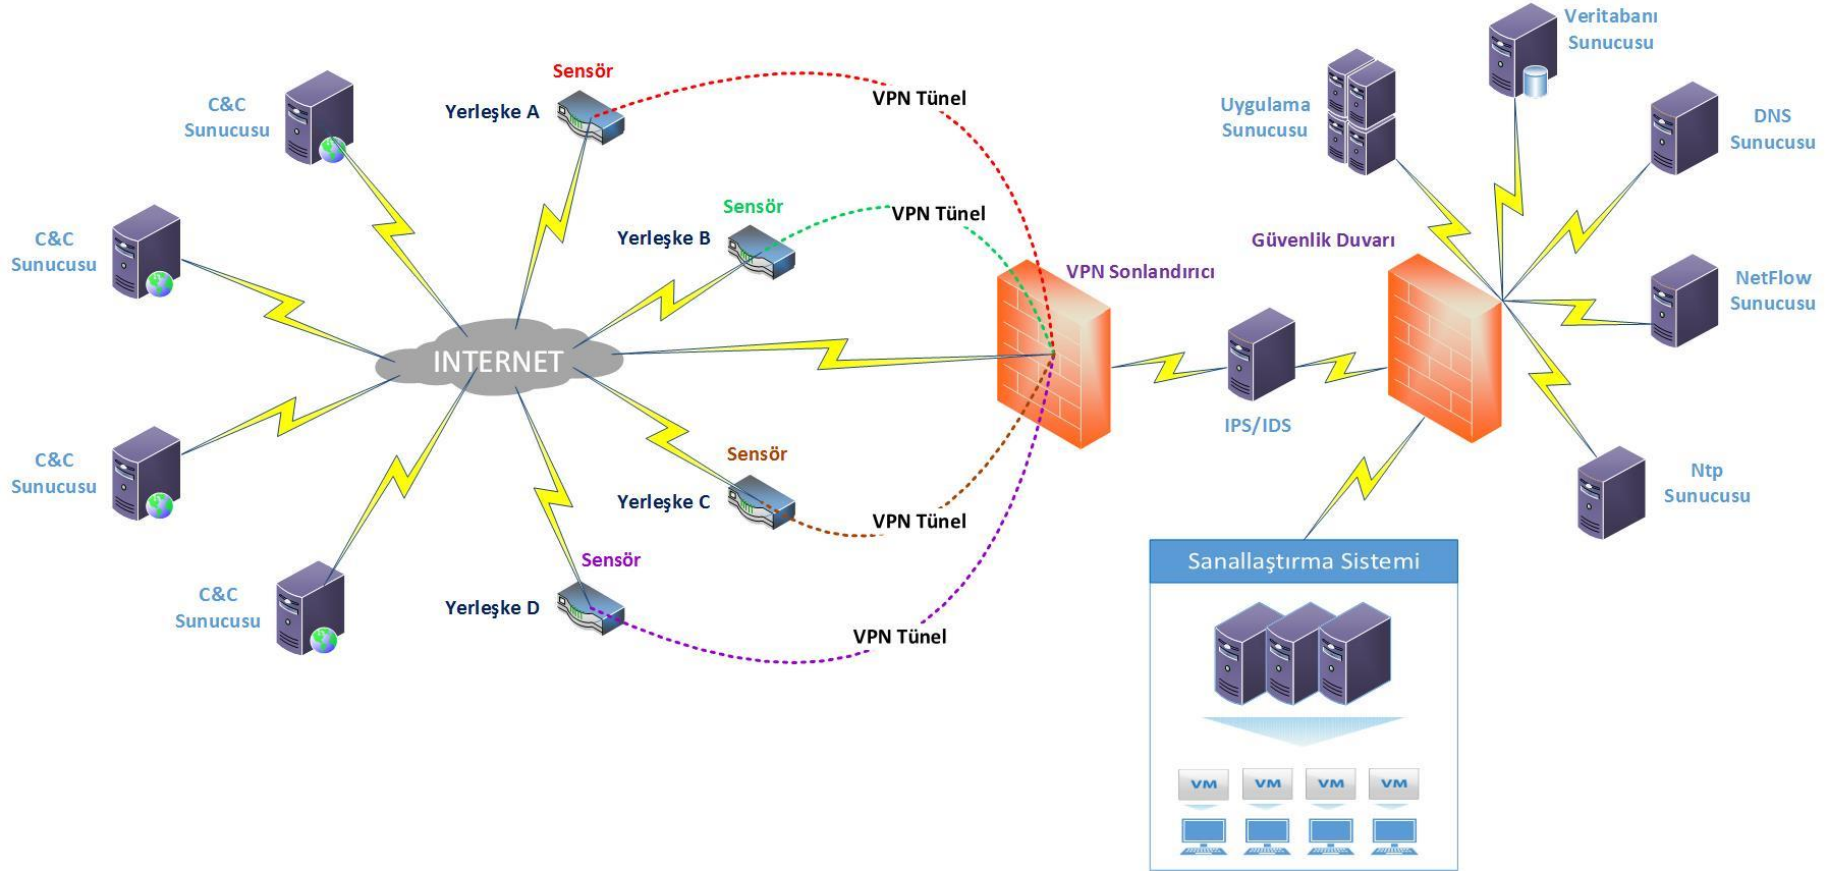 Veritabanı
Sunucusu
Sensör
C&C
Sunucusu
Yerleşke A
VPN Tünel
Uygulama
Sunucusu
DNS
Sunucusu
Sensör
VPN Tünel
C&C
Sunucusu
Yerleşke B
Güvenlik Duvarı
VPN Sonlandırıcı
NetFlow
Sunucusu
INTERNET
IPS/IDS
C&C
Sunucusu
Sensör
Yerleşke C
VPN Tünel
Ntp
Sunucusu
Sensör
C&C
Sunucusu
Yerleşke D
VPN Tünel
Sanallaştırma Sistemi
VM
VM
VM
VM